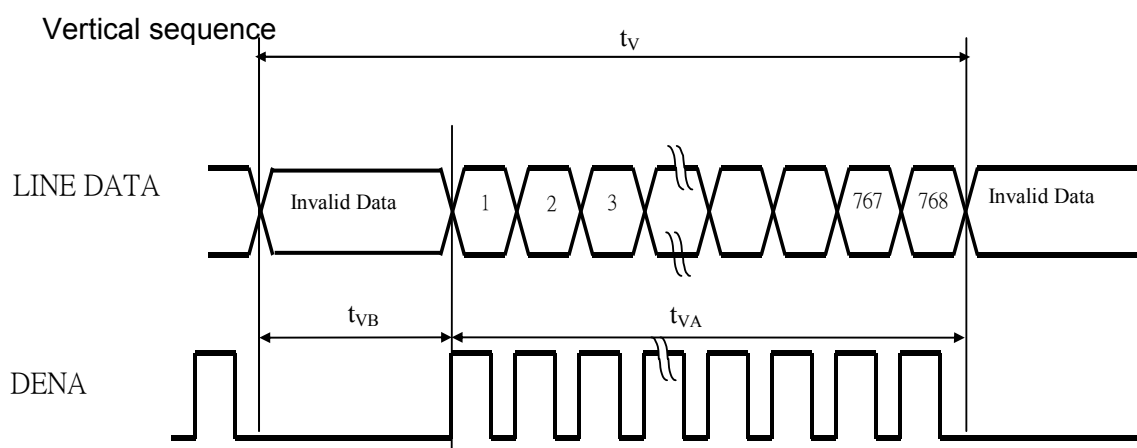 Vertical sequence
tV
LINE DATA
Invalid Data
1
2
3
767
768
Invalid Data
tVB
tVA
DENA